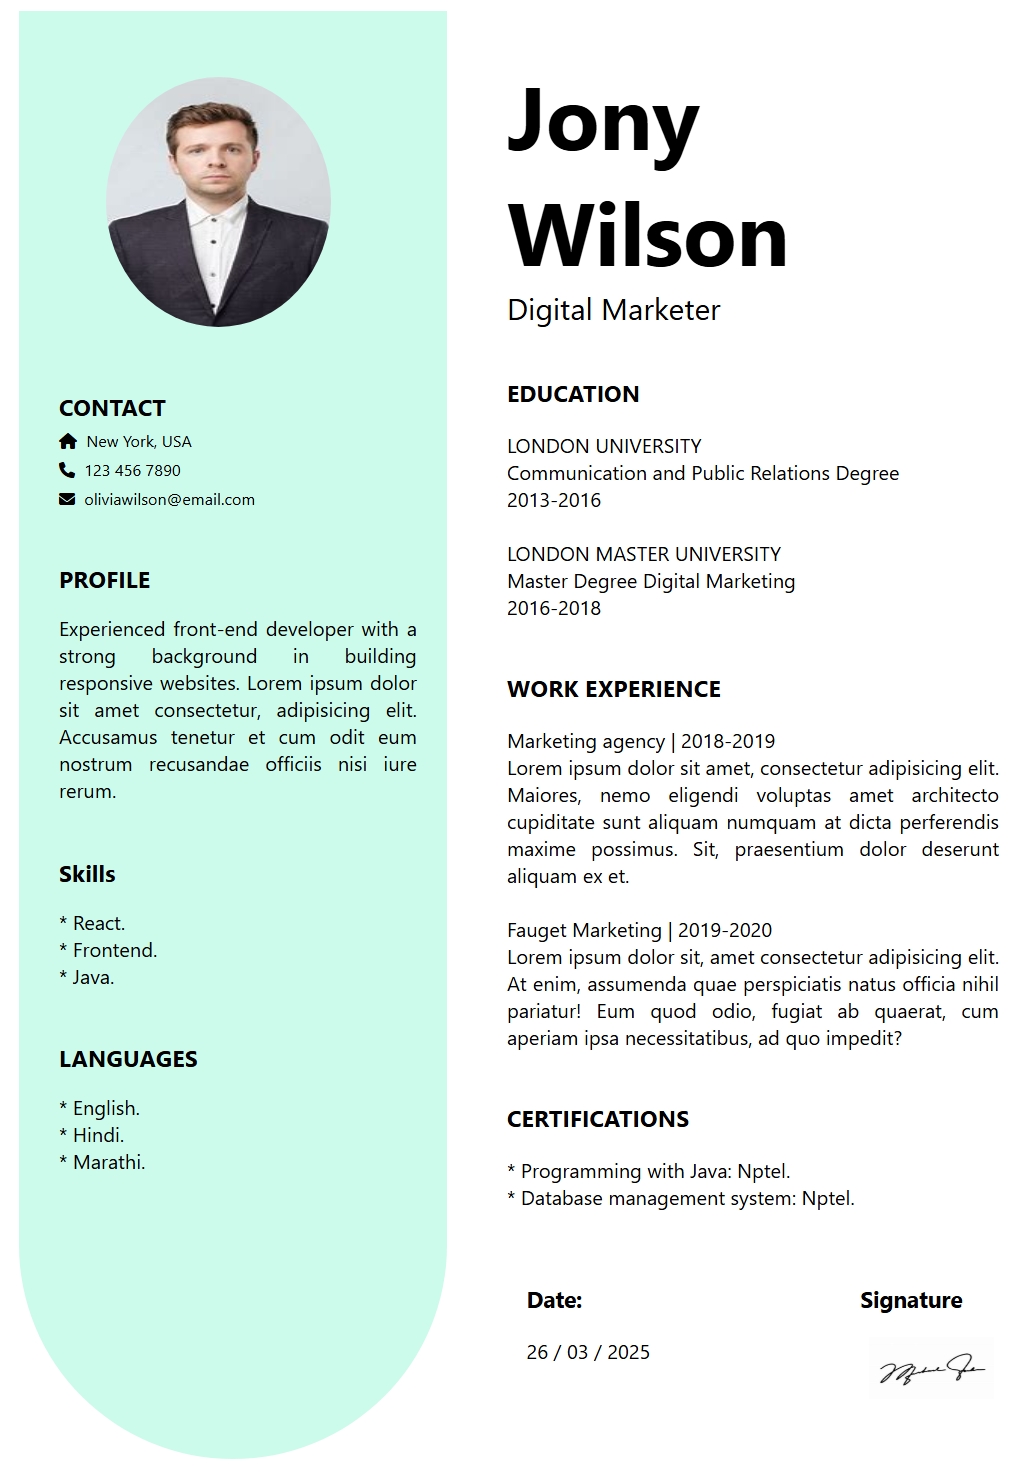 Jony
Wilson
Digital Marketer
CONTACT
New York, USA
123 456 7890
oliviawilson@email.com
PROFILE
Experienced front-end developer with a
strong background in building
responsive websites. Lorem ipsum dolor
sit amet consectetur, adipisicing elit.
Accusamus tenetur et cum odit eum
nostrum recusandae officiis nisi iure
rerum.
Skills
* React.
* Frontend.
* Java.
LANGUAGES
* English.
* Hindi.
* Marathi.
EDUCATION
LONDON UNIVERSITY
Communication and Public Relations Degree
2013-2016
LONDON MASTER UNIVERSITY
Master Degree Digital Marketing
2016-2018
WORK EXPERIENCE
Marketing agency | 2018-2019
Lorem ipsum dolor sit amet, consectetur adipisicing elit.
Maiores, nemo eligendi voluptas amet architecto
cupiditate sunt aliquam numquam at dicta perferendis
maxime possimus. Sit, praesentium dolor deserunt
aliquam ex et.
Fauget Marketing | 2019-2020
Lorem ipsum dolor sit, amet consectetur adipisicing elit.
At enim, assumenda quae perspiciatis natus officia nihil
pariatur! Eum quod odio, fugiat ab quaerat, cum
aperiam ipsa necessitatibus, ad quo impedit?
CERTIFICATIONS
* Programming with Java: Nptel.
* Database management system: Nptel.
Date:
26 / 03 / 2025
Signature